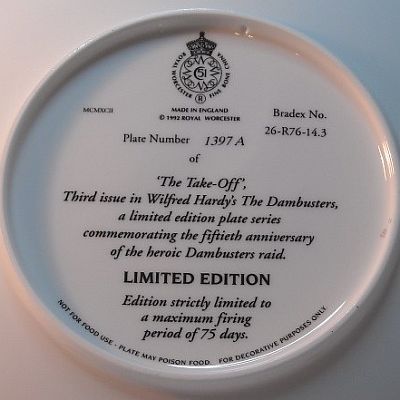 ROYAL WORCESTER FINE BONE CHINA
51
®
MCMXCII
MADE IN ENGLAND
© 1992 ROYAL WORCESTER
Bradex No.
26-R76-14.3
Plate Number 1397 A
of
'The Take-Off',
Third issue in Wilfred Hardy's The Dambusters,
a limited edition plate series
commemorating the fiftieth anniversary
of the heroic Dambusters raid.
LIMITED EDITION
Edition strictly limited to
a maximum firing
period of 75 days.
NOT FOR FOOD USE - PLATE MAY POISON FOOD. FOR DECORATIVE PURPOSES ONLY